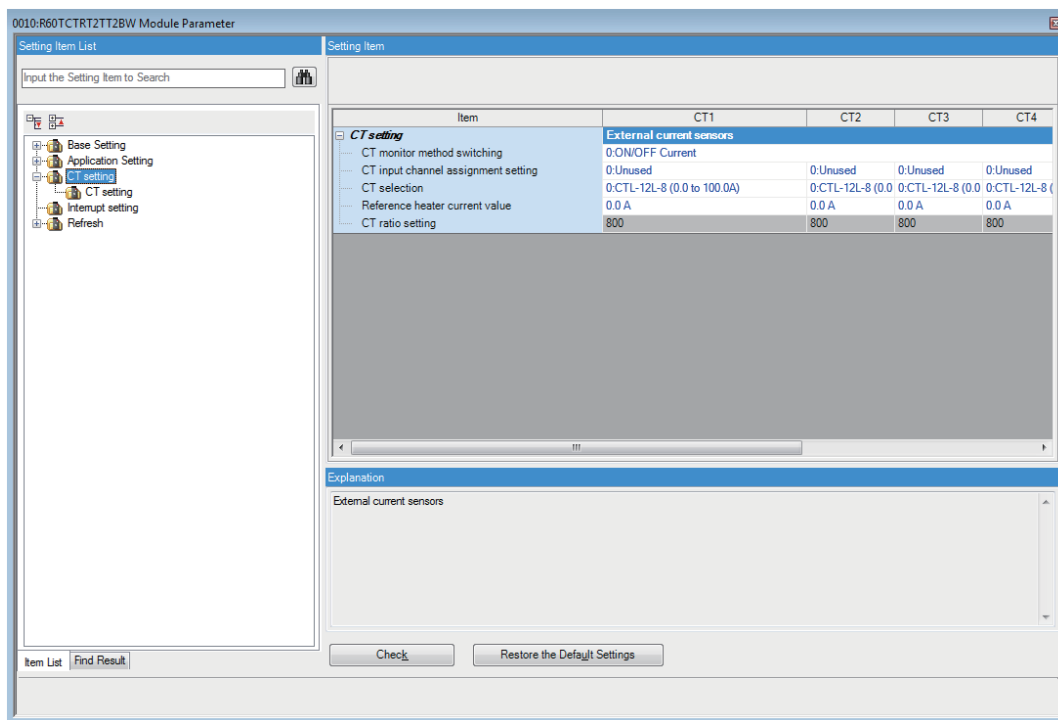 0010:R60TCTRT2TT2BW Module Parameter
Setting Item List
Input the Setting Item to Search
Base Setting
Application Setting
CT setting
CT setting
Interrupt setting
Refresh
Item List Find Result
Setting Item
Item CT1 CT2 CT3 CT4
CT setting External current sensors
CT monitor method switching 0:ON/OFF Current
CT input channel assignment setting 0:Unused 0:Unused 0:Unused 0:Unused
CT selection 0:CTL-12L-8 (0.0 to 100.0A) 0:CTL-12L-8 (0.0 0:CTL-12L-8 (0.0 0:CTL-12L-8 (
Reference heater current value 0.0 A 0.0 A 0.0 A 0.0 A
CT ratio setting 800 800 800 800
Explanation
External current sensors
Check Restore the Default Settings